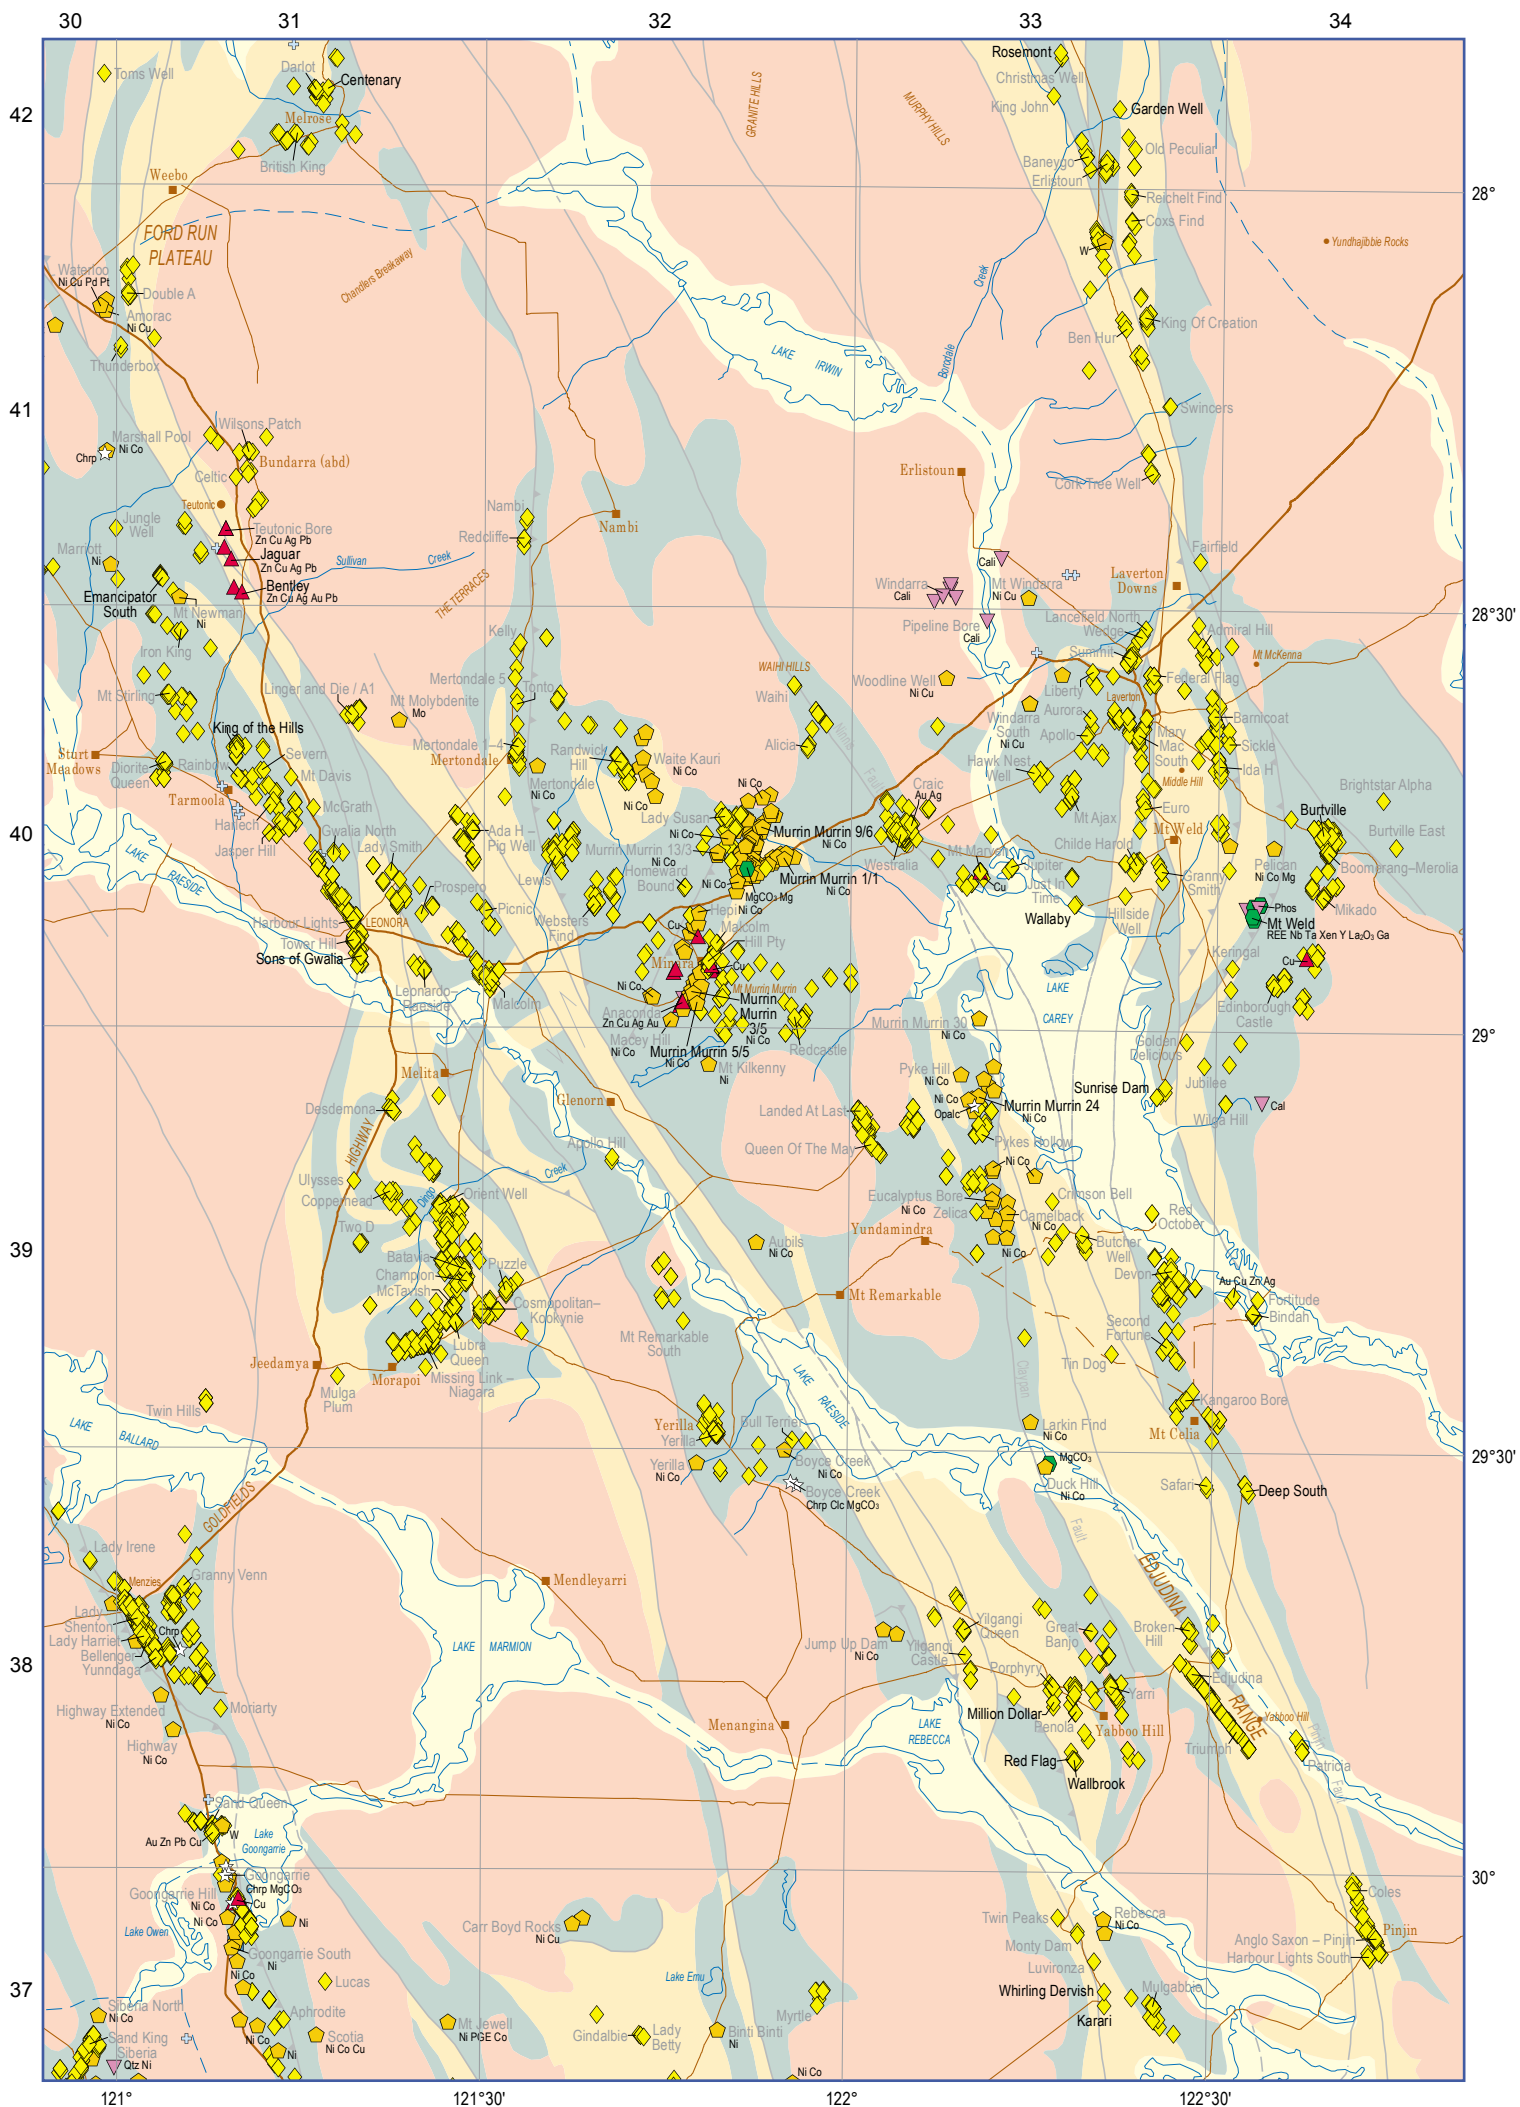 30
31
32
33
34
42
41
40
39
38
37
28°
28°30'
29°
29°30'
30°
121°
121°30'
122°
122°30'
Toms Well
Darlot
Centenary
Melrose
British King
Weebo
FORD RUN
PLATEAU
Chandlers Breakaway
GRANITE HILLS
MURPHY HILLS
Rosemont
Christmas Well
King John
Garden Well
Baneygo
Old Peculiar
Erlistoun
Reichelt Find
Coxs Find
W
Yundhajibbie Rocks
Waterloo
Ni Cu Pd Pt
Double A
Amorac
Ni Cu
Thunderbox
LAKE
IRWIN
Borodale
Creek
Ben Hur
King Of Creation
Swincers
Marshall Pool
Ni Co
Chrp
Wilsons Patch
Bundarra (abd)
Celtic
Teutonic
Erlistoun
Cork Tree Well
Nambi
Nambi
Redcliffe
Jungle
Well
Teutonic Bore
Zn Cu Ag Pb
Jaguar
Zn Cu Ag Pb
Bentley
Zn Cu Ag Au Pb
Marriott
Ni
Sullivan
Creek
THE TERRACES
Emancipator
South
Mt Newman
Ni
Iron King
Cali
Windarra
Cali
Mt Windarra
Ni Cu
Pipeline Bore
Cali
Fairfield
Laverton
Downs
Lancefield North
Wedge
Admiral Hill
Summit
Mt McKenna
Kelly
Mertondale 5
Tonto
WAIHI HILLS
Waihi
Woodline Well
Ni Cu
Liberty
Federal Flag
Laverton
Mt Stirling
Linger and Die / A1
Mt Molybdenite
Mo
Aurora
Barnicoat
Windarra
South
Ni Cu
Apollo
Mary
Mac
South
Sickle
Ida H
King of the Hills
Severn
Mertondale 1–4
Mertondale
Mertondale
Randwick
Hill
Waite Kauri
Ni Co
Ni Co
Alicia
Ninnis
Fault
Hawk Nest
Well
Middle Hill
Sturt
Meadows
Diorite
Queen
Rainbow
Mt Davis
Tarmoola
McGrath
Harlech
Jasper Hill
Gwalia North
Lady Smith
Ada H –
Pig Well
Lady Susan
Ni Co
Murrin Murrin 9/6
Ni Co
Craic
Au Ag
Mt Ajax
Euro
Mt Weld
Brightstar Alpha
Burtville
Burtville East
Murrin Murrin 13/3
Ni Co
Westralia
Mt Marven
Jupiter
Childe Harold
Boomerang–Merolia
LAKE
RAESIDE
Prospero
Picnic
Lewis
Homeward
Bound
Ni Co
Murrin Murrin 1/1
Ni Co
MgCO₃ Mg
Ni Co
Cu
Just In
Time
Granny
Smith
Pelican
Ni Co Mg
Mikado
Harbour Lights
LEONORA
Websters
Find
Hepi
Cu
Malcolm
Wallaby
Hillside
Well
Phos
Mt Weld
REE Nb Ta Xen Y La₂O₃ Ga
Tower Hill
Sons of Gwalia
Hill Pty
Minara
Cu
Mt Murrin Murrin
Keringal
Cu
Leonardo–
Raeside
Malcolm
Ni Co
Anaconda
Zn Cu Ag Au
Murrin
Murrin
3/5
Ni Co
LAKE
CAREY
Edinborough
Castle
Macey Hill
Ni Co
Murrin Murrin 5/5
Ni Co
Redcastle
Murrin Murrin 30
Ni Co
Golden
Delicious
Melita
Mt Kilkenny
Ni
Pyke Hill
Ni Co
Ni Co
Opalc
Murrin Murrin 24
Ni Co
Sunrise Dam
Jubilee
Desdemona
Glenorn
Landed At Last
Wilga Hill
Cal
HIGHWAY
Apollo Hill
Queen Of The May
Pykes Hollow
Ni Co
Ulysses
Copperhead
Dingo
Creek
Orient Well
Eucalyptus Bore
Ni Co
Zelica
Crimson Bell
Camelback
Ni Co
Ni Co
Red
October
Two D
Aubils
Ni Co
Yundamindra
Butcher
Well
Batavia
Champion
McTavish
Puzzle
Devon
Au Cu Zn Ag
Cosmopolitan–
Kookynie
Mt Remarkable
Fortitude
Bindah
Mt Remarkable
South
Second
Fortune
Lubra
Queen
Jeedamya
Morapoi
Missing Link –
Niagara
Mulga
Plum
LAKE
RAESIDE
Claypan
Tin Dog
Kangaroo Bore
Twin Hills
LAKE
BALLARD
Yerilla
Yerilla
Yerilla
Ni Co
Bull Terrier
Boyce Creek
Ni Co
Boyce Creek
Chrp Clc MgCO₃
Larkin Find
Ni Co
Mt Celia
MgCO₃
Duck Hill
Ni Co
Safari
Deep South
GOLDFIELDS
Fault
EDJUDINA
Lady Irene
Menzies
Granny Venn
Mendleyarri
Lady
Shenton
Lady Harriet
Bellenger
Yunndaga
Chrp
LAKE MARMION
Jump Up Dam
Ni Co
Yilgangi
Queen
Yilgangi
Castle
Great
Banjo
Broken
Hill
Porphyry
Edjudina
RANGE
Yarri
Million Dollar
Penola
Yabboo Hill
Yabboo Hill
Highway Extended
Ni Co
Moriarty
Highway
Ni Co
Menangina
LAKE
REBECCA
Red Flag
Wallbrook
Triumph
Patricia
Pinjin
Fault
Sand Queen
Au Zn Pb Cu
W
Lake
Goongarrie
Goongarrie
Chrp MgCO₃
Goongarrie Hill
Ni Co
Cu
Ni Co
Ni
Lake Owen
Carr Boyd Rocks
Ni Cu
Twin Peaks
Rebecca
Ni Co
Coles
Pinjin
Goongarrie South
Ni
Ni Co
Monty Dam
Anglo Saxon – Pinjin
Harbour Lights South
Luvironza
Lucas
Lake Emu
Whirling Dervish
Mulgabbie
Siberia North
Ni Co
Aphrodite
Myrtle
Karari
Sand King
Siberia
Ni Co
Scotia
Ni Co Cu
Mt Jewell
Ni PGE Co
Gindalbie
Lady
Betty
Binti Binti
Ni
Qtz Ni
Ni
Ni Co